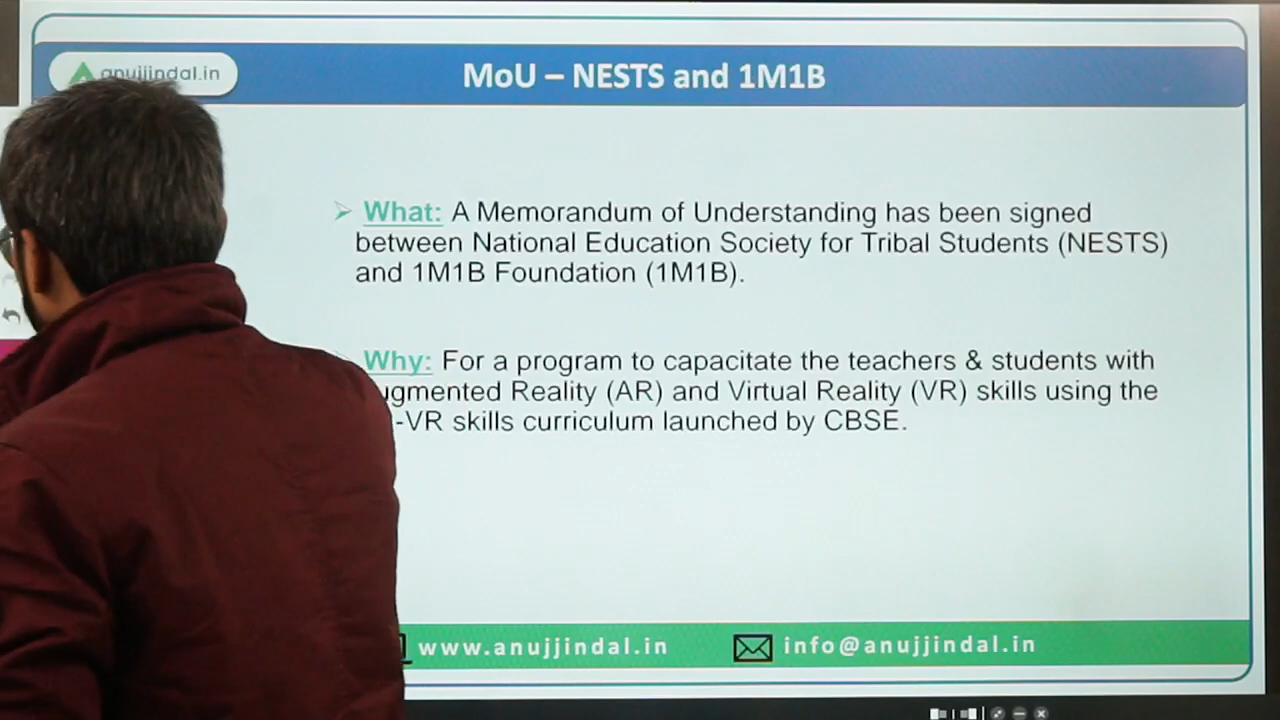 anujjindal.in
MoU – NESTS and 1M1B
➢ What: A Memorandum of Understanding has been signed
between National Education Society for Tribal Students (NESTS)
and 1M1B Foundation (1M1B).
Why: For a program to capacitate the teachers & students with
Reality (AR) and Virtual Reality (VR) skills using the
-VR skills curriculum launched by CBSE.
www.anujjindal.in info@anujjindal.in